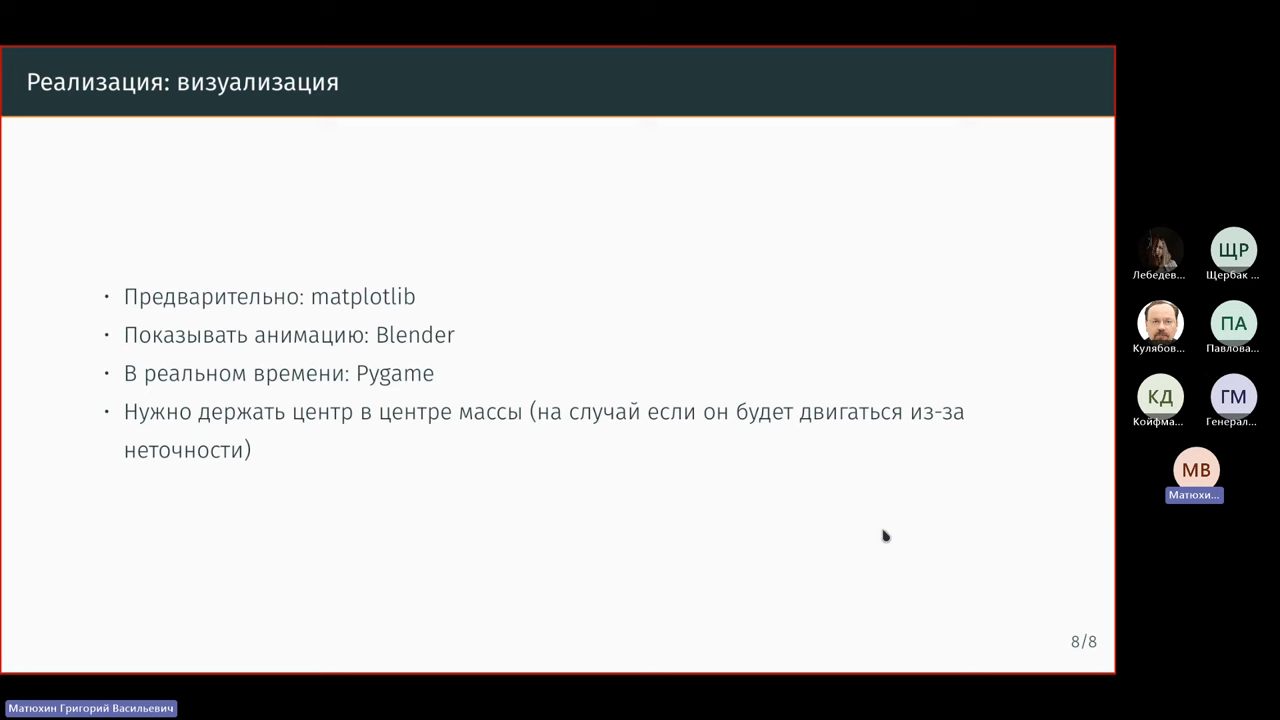 Реализация: визуализация
• Предварительно: matplotlib
• Показывать анимацию: Blender
• В реальном времени: Pygame
• Нужно держать центр в центре массы (на случай если он будет двигаться из-за
неточности)
8/8
Лебедев...
ЩР
Щербак ...
Кулябов...
ПА
Павлова...
КД
Койфма...
ГМ
Генерал...
МВ
Матюхи...
Матюхин Григорий Васильевич